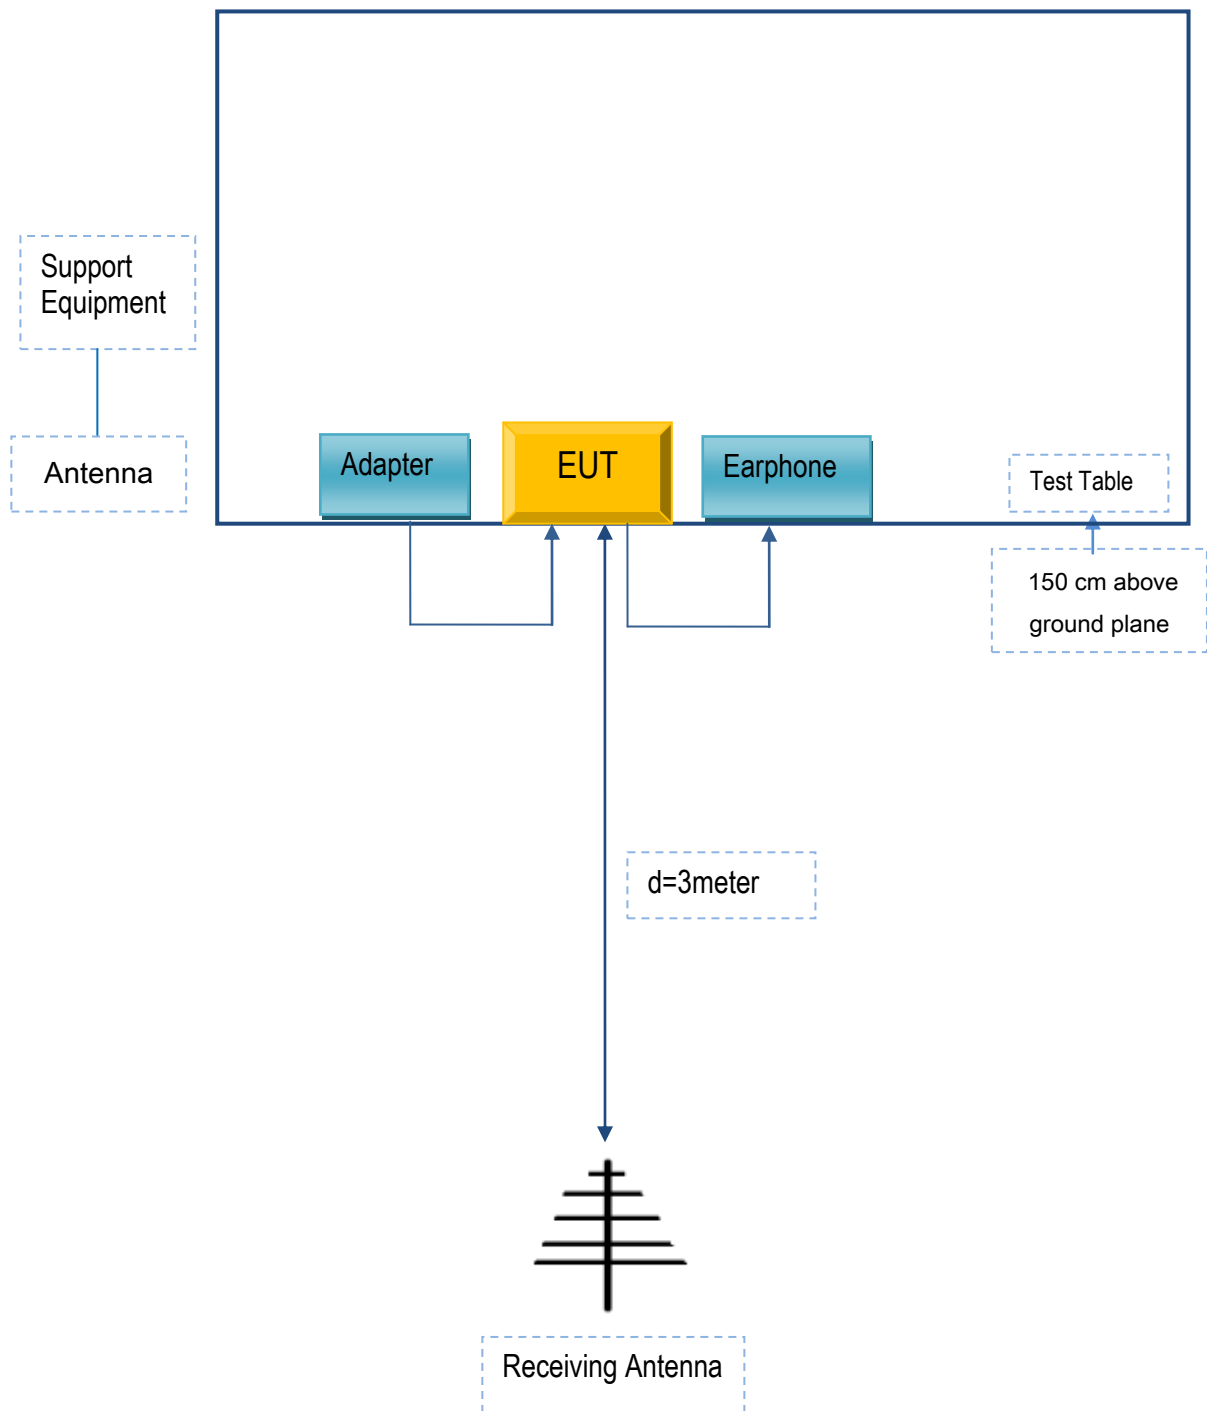 Support
Equipment
Antenna
Adapter
EUT
Earphone
Test Table
150 cm above
ground plane
d=3meter
Receiving Antenna